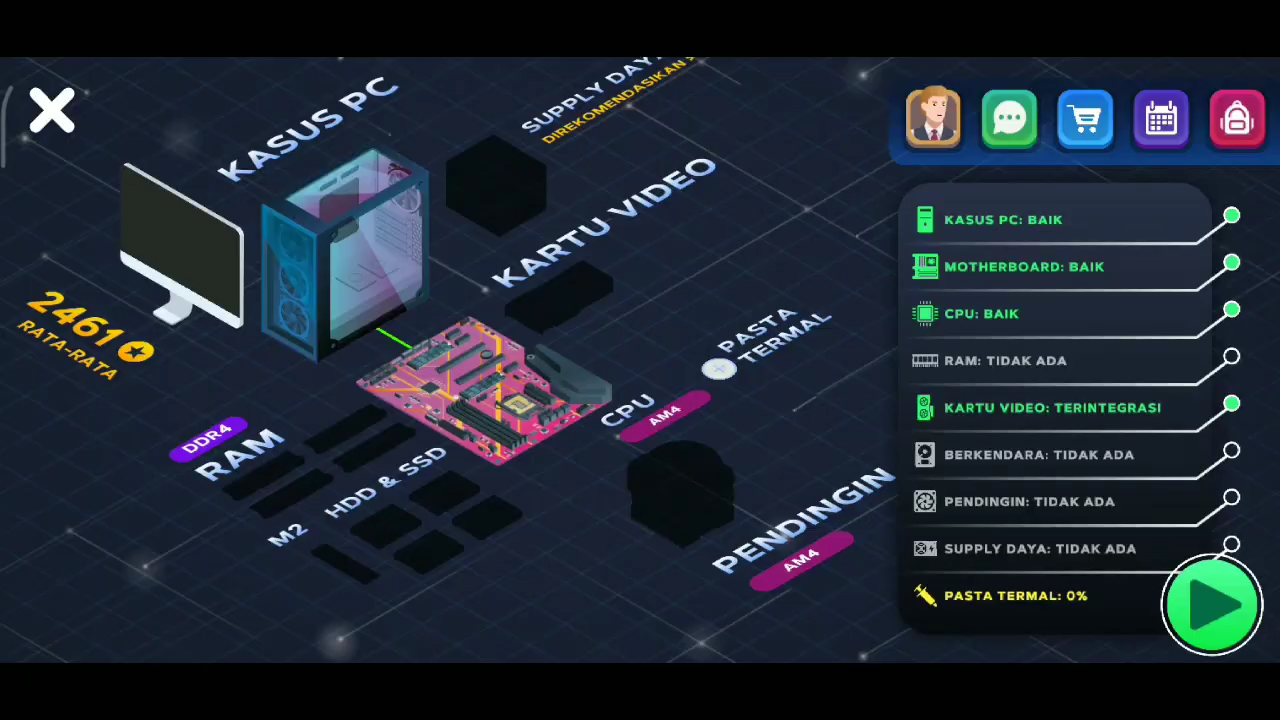 KASUS PC
SUPPLY DAYA
DIREKOMENDASIKAN
KARTU VIDEO
2461
RATA-RATA
PASTA
TERMAL
CPU
AM4
DDR4
RAM
HDD & SSD
M2
PENDINGIN
AM4
KASUS PC: BAIK
MOTHERBOARD: BAIK
CPU: BAIK
RAM: TIDAK ADA
KARTU VIDEO: TERINTEGRASI
BERKENDARA: TIDAK ADA
PENDINGIN: TIDAK ADA
SUPPLY DAYA: TIDAK ADA
PASTA TERMAL: 0%